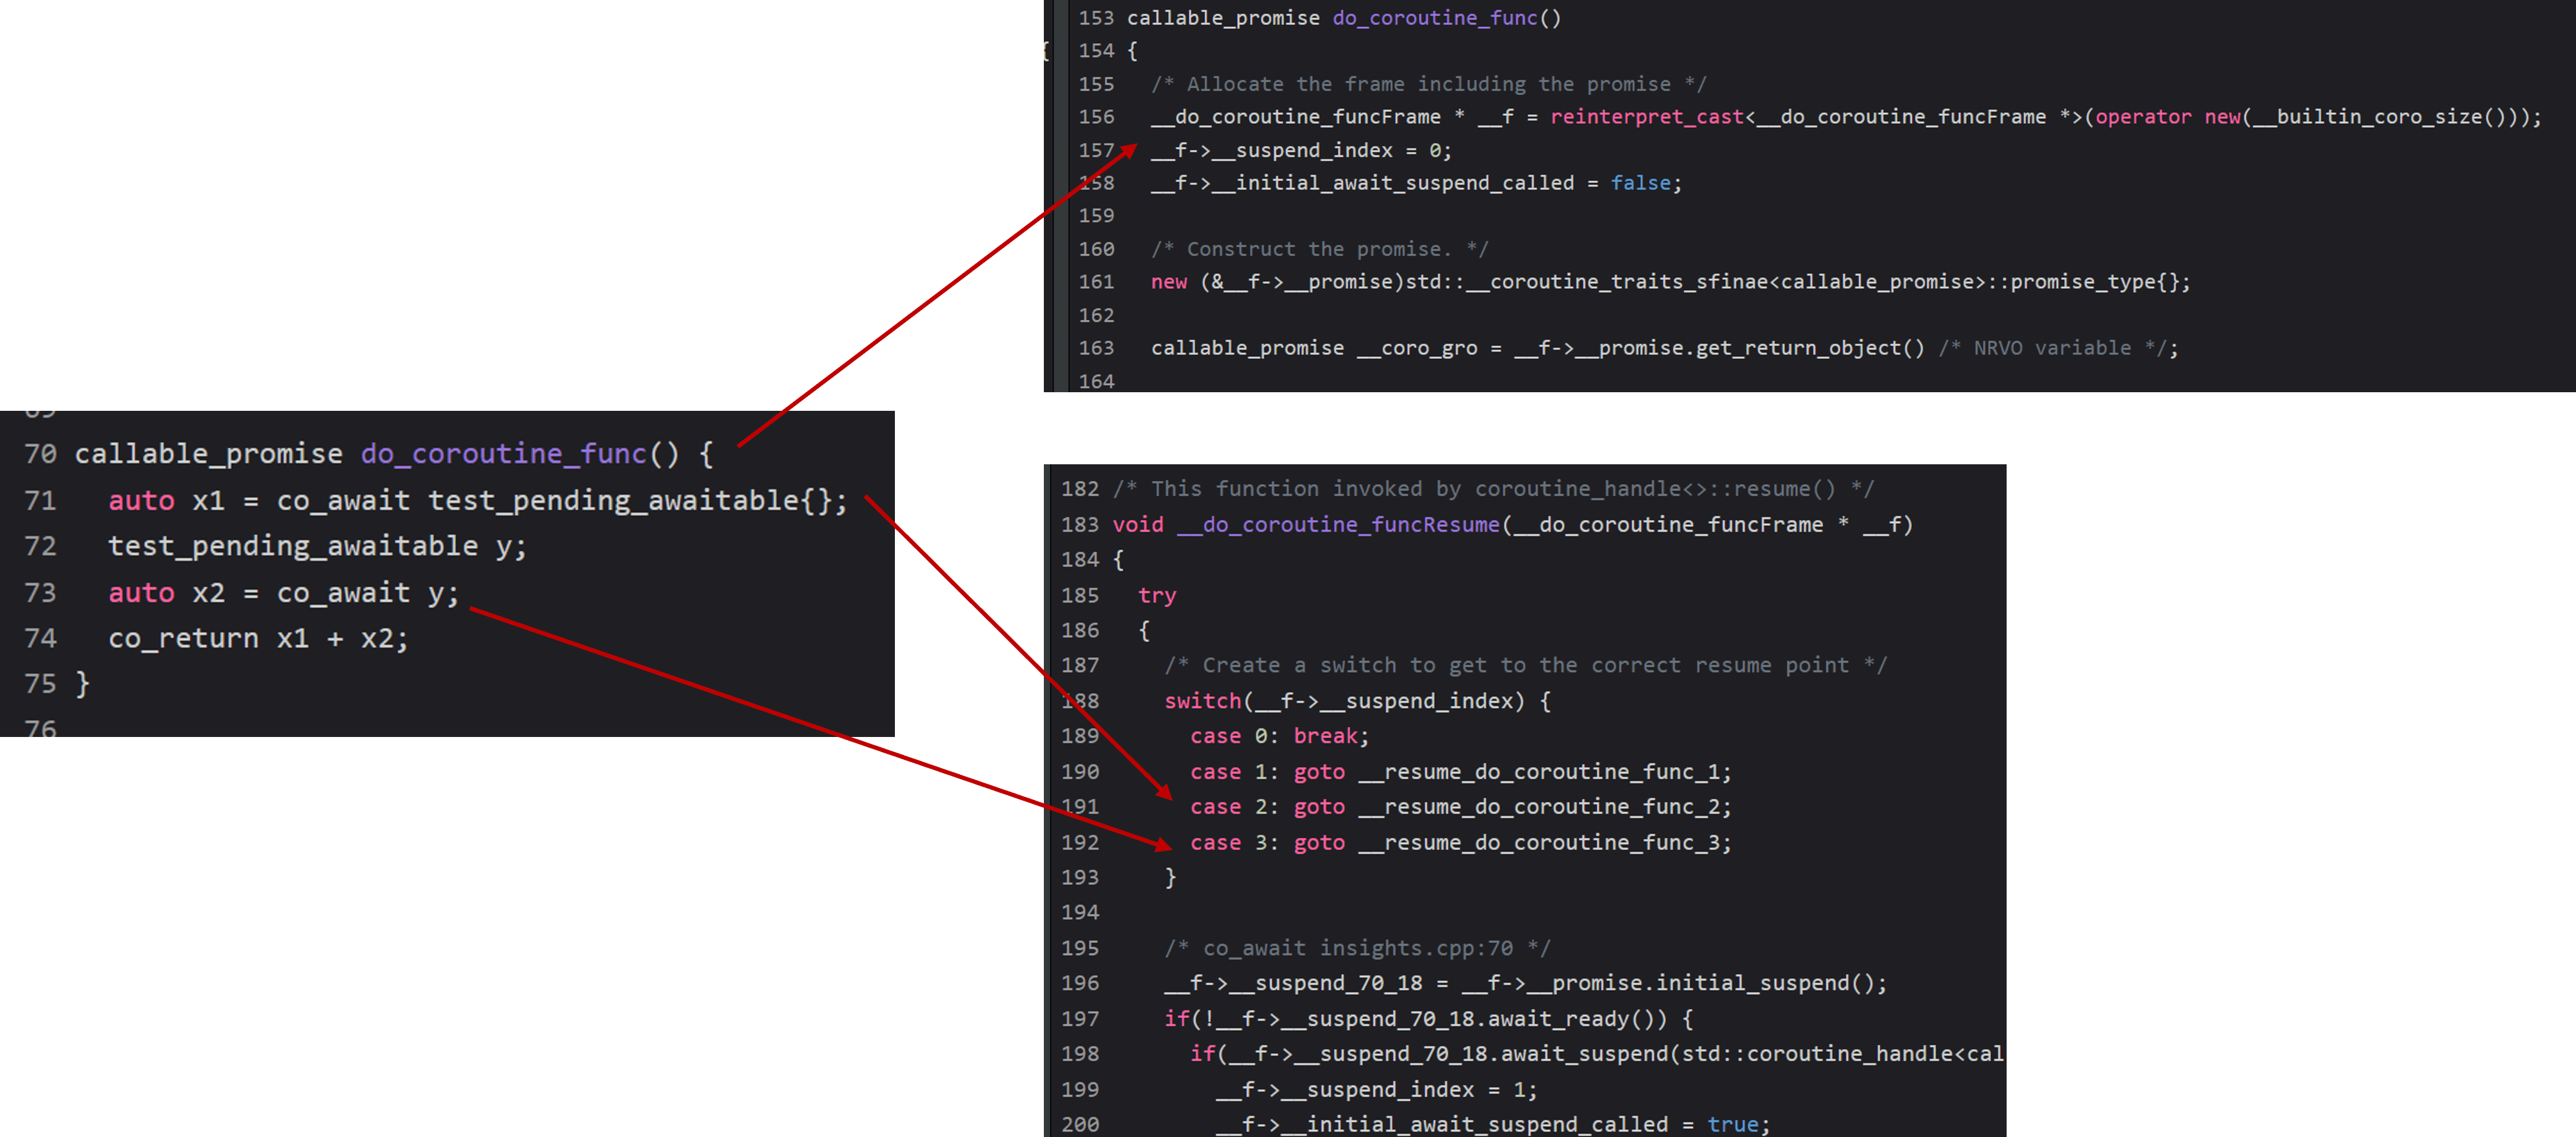 153 callable_promise do_coroutine_func()
{ 154 {
155 /* Allocate the frame including the promise */
156 __do_coroutine_funcFrame * __f = reinterpret_cast<__do_coroutine_funcFrame *>(operator new(__builtin_coro_size()));
157 __f->__suspend_index = 0;
158 __f->__initial_await_suspend_called = false;
159
160 /* Construct the promise. */
161 new (&__f->__promise)std::__coroutine_traits_sfinae<callable_promise>::promise_type{};
162
163 callable_promise __coro_gro = __f->__promise.get_return_object() /* NRVO variable */;
164
69
70 callable_promise do_coroutine_func() {
71 auto x1 = co_await test_pending_awaitable{};
72 test_pending_awaitable y;
73 auto x2 = co_await y;
74 co_return x1 + x2;
75 }
76
182 /* This function invoked by coroutine_handle<>::resume() */
183 void __do_coroutine_funcResume(__do_coroutine_funcFrame * __f)
184 {
185 try
186 {
187 /* Create a switch to get to the correct resume point */
188 switch(__f->__suspend_index) {
189 case 0: break;
190 case 1: goto __resume_do_coroutine_func_1;
191 case 2: goto __resume_do_coroutine_func_2;
192 case 3: goto __resume_do_coroutine_func_3;
193 }
194
195 /* co_await insights.cpp:70 */
196 __f->__suspend_70_18 = __f->__promise.initial_suspend();
197 if(!__f->__suspend_70_18.await_ready()) {
198 if(__f->__suspend_70_18.await_suspend(std::coroutine_handle<cal
199 __f->__suspend_index = 1;
200 __f->__initial_await_suspend_called = true;